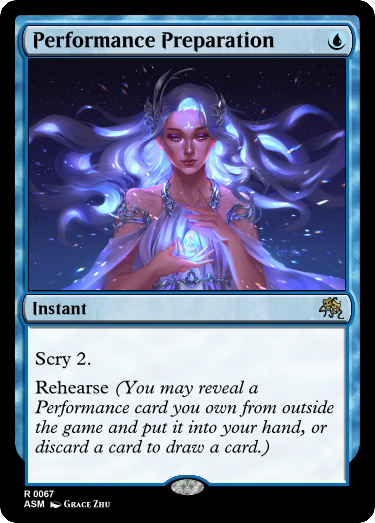 Performance Preparation
Instant
Scry 2.
Rehearse (You may reveal a
Performance card you own from outside
the game and put it into your hand, or
discard a card to draw a card.)
R 0067
ASM Grace Zhu